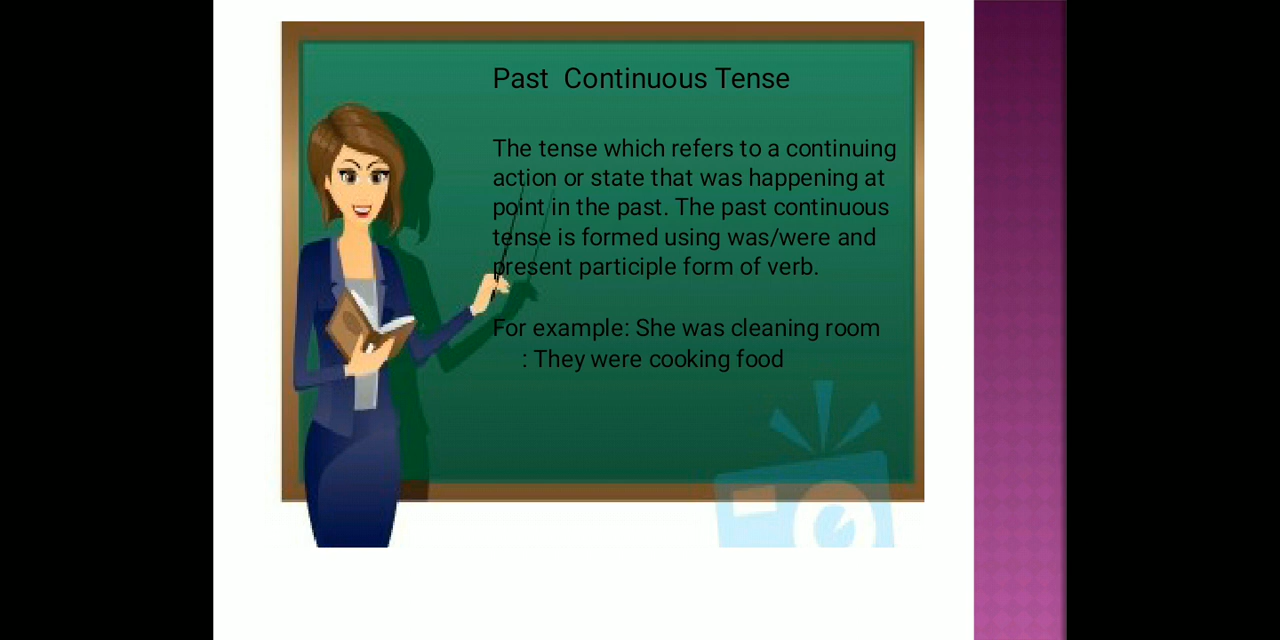 Past Continuous Tense
The tense which refers to a continuing
action or state that was happening at
point in the past. The past continuous
tense is formed using was/were and
present participle form of verb.
For example: She was cleaning room
: They were cooking food